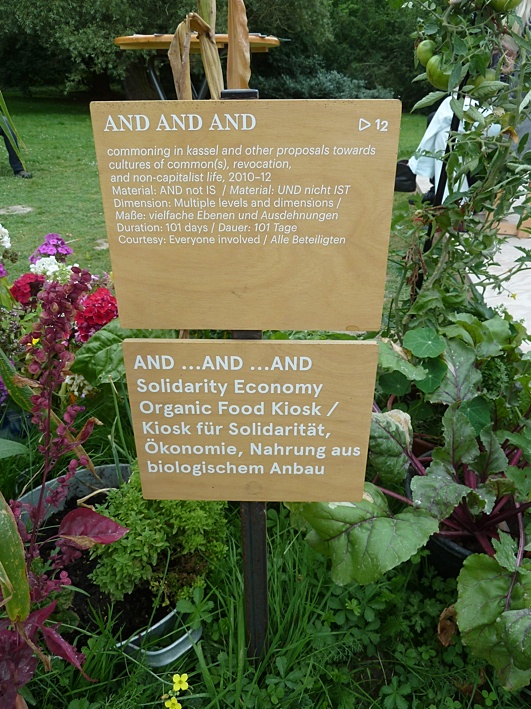 AND AND AND ▷ 12
commoning in kassel and other proposals towards
cultures of common(s), revocation,
and non-capitalist life, 2010–12
Material: AND not IS / Material: UND nicht IST
Dimension: Multiple levels and dimensions /
Maße: vielfache Ebenen und Ausdehnungen
Duration: 101 days / Dauer: 101 Tage
Courtesy: Everyone involved / Alle Beteiligten
AND ...AND ...AND
Solidarity Economy
Organic Food Kiosk /
Kiosk für Solidarität,
Ökonomie, Nahrung aus
biologischem Anbau